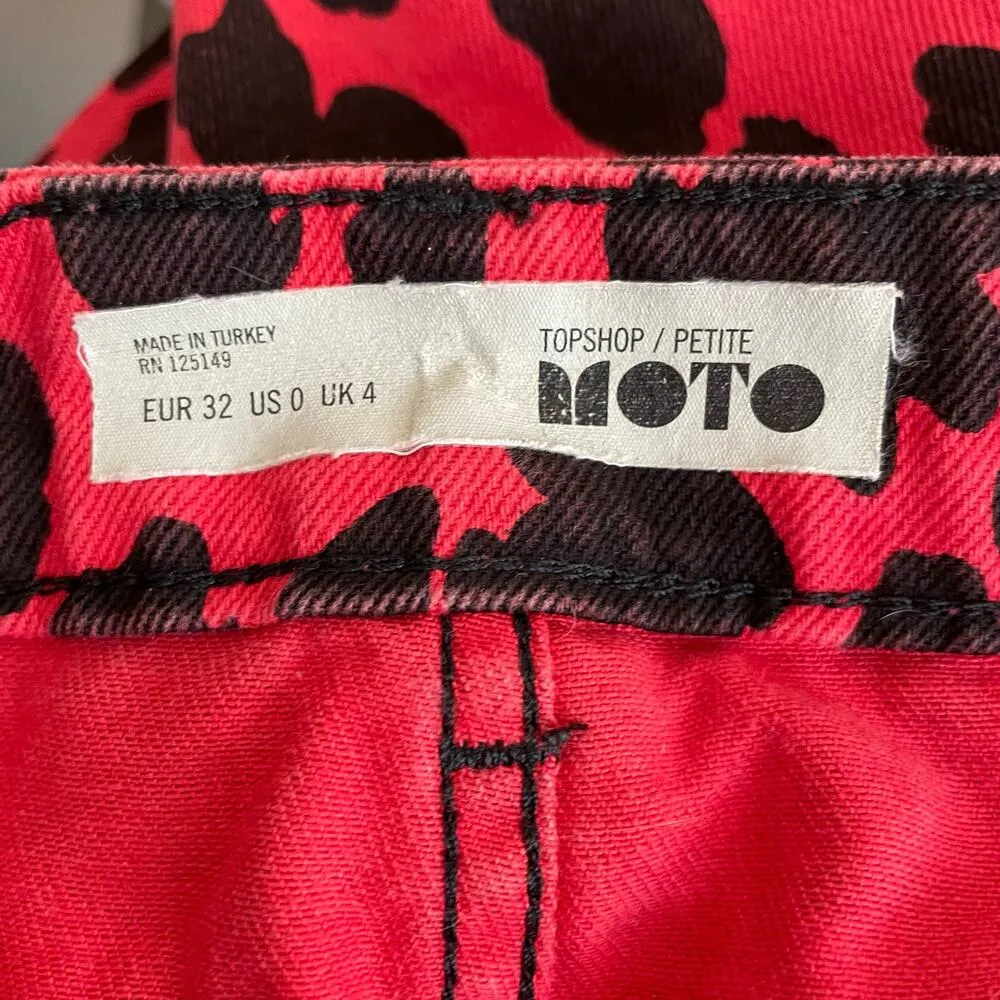 MADE IN TURKEY
RN 125149
EUR 32 US 0 UK 4
TOPSHOP / PETITE
MOTO